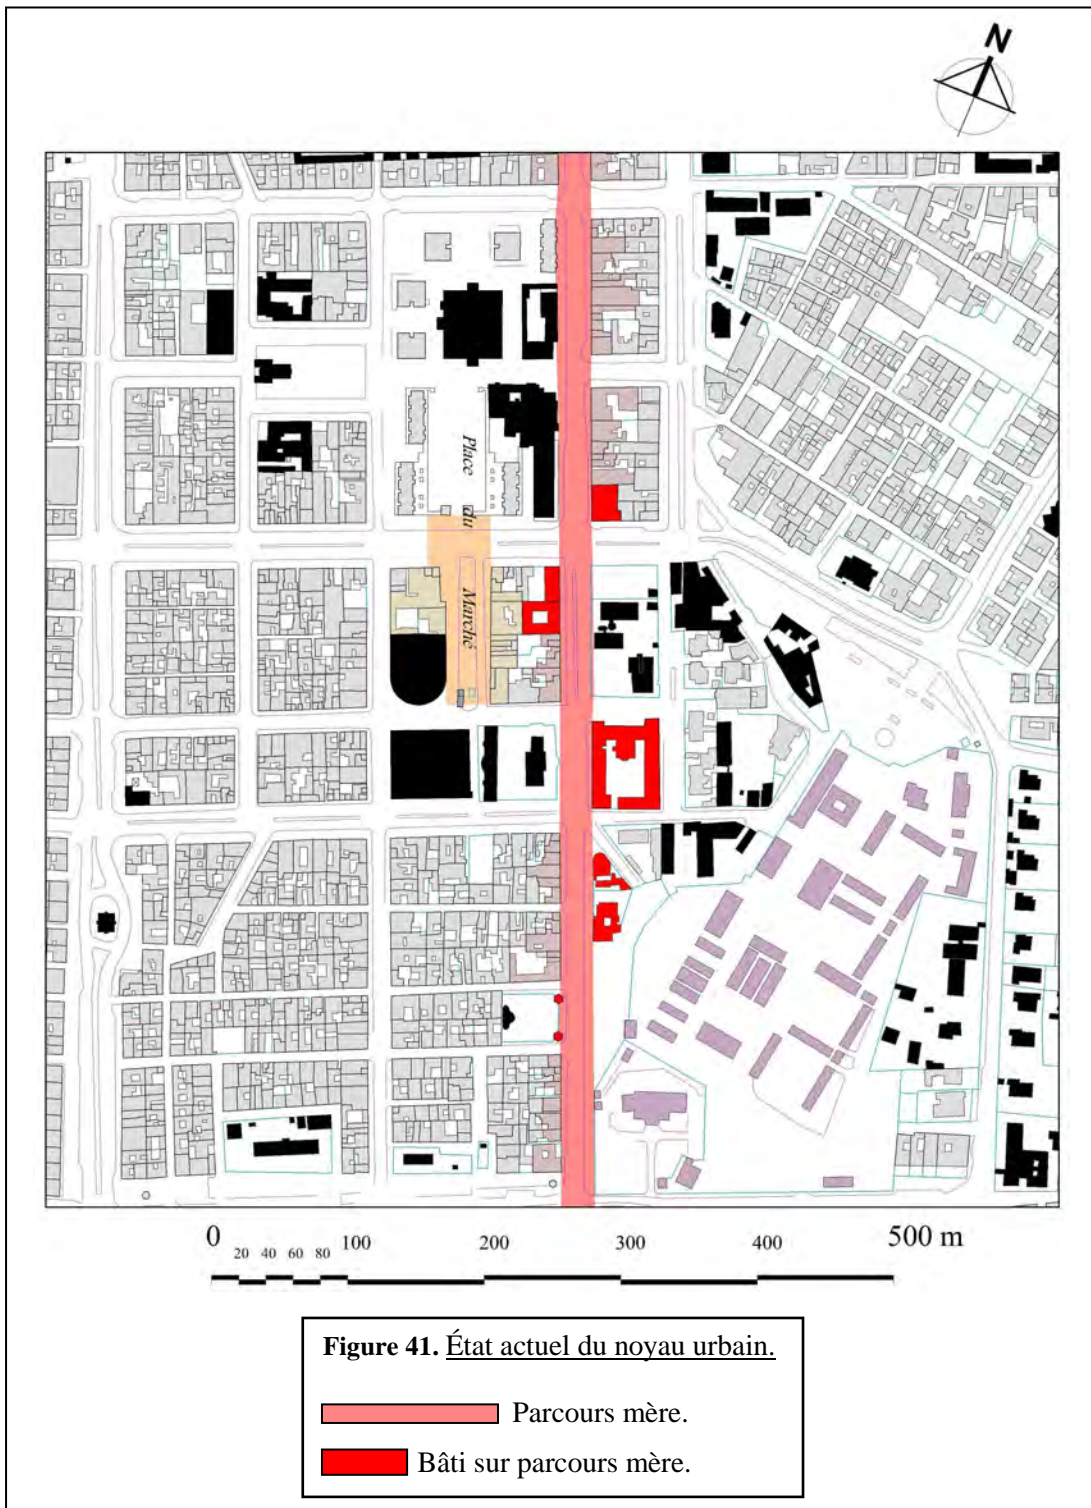 N
Place du Marché
0 20 40 60 80 100 200 300 400 500 m
Figure 41. État actuel du noyau urbain.
Parcours mère.
Bâti sur parcours mère.